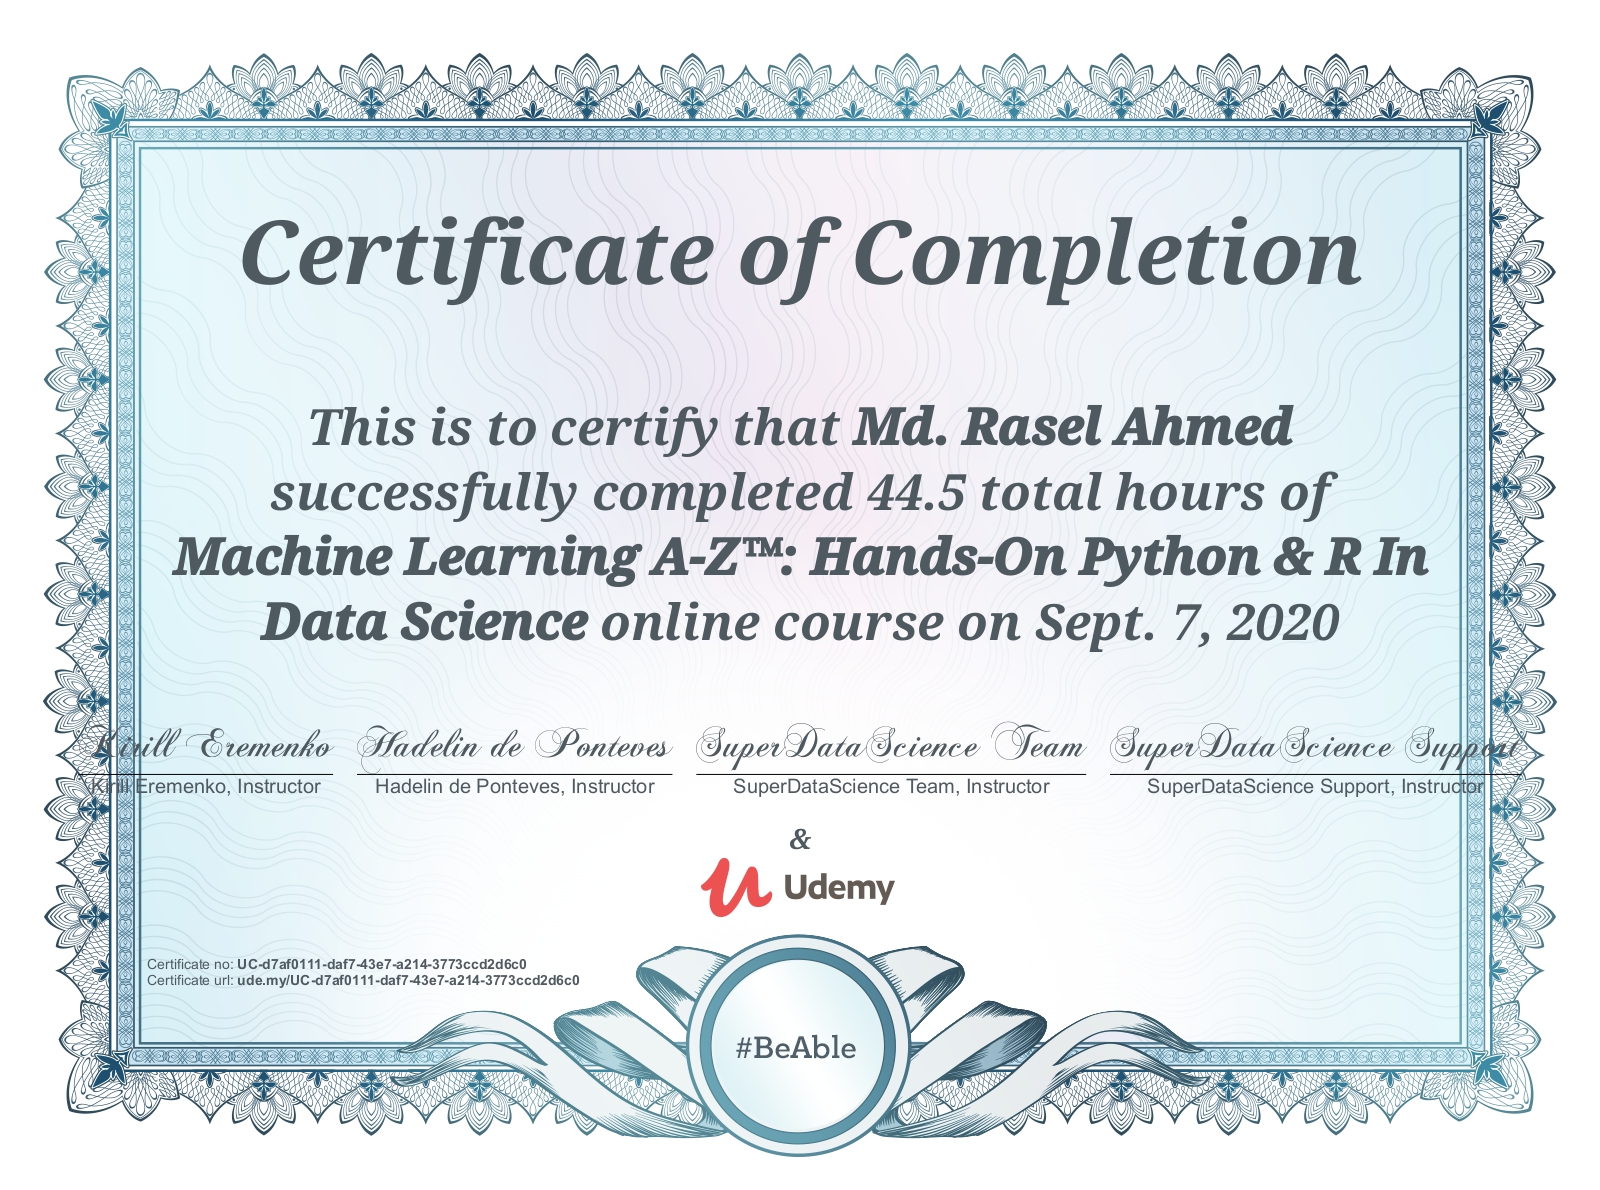 Certificate of Completion
This is to certify that Md. Rasel Ahmed
successfully completed 44.5 total hours of
Machine Learning A-Z™: Hands-On Python & R In
Data Science online course on Sept. 7, 2020
Kirill Eremenko Hadelin de Ponteves SuperDataScience Team SuperDataScience Support
Kirill Eremenko, Instructor Hadelin de Ponteves, Instructor SuperDataScience Team, Instructor SuperDataScience Support, Instructor
&
Udemy
Certificate no: UC-d7af0111-daf7-43e7-a214-3773ccd2d6c0
Certificate url: ude.my/UC-d7af0111-daf7-43e7-a214-3773ccd2d6c0
#BeAble